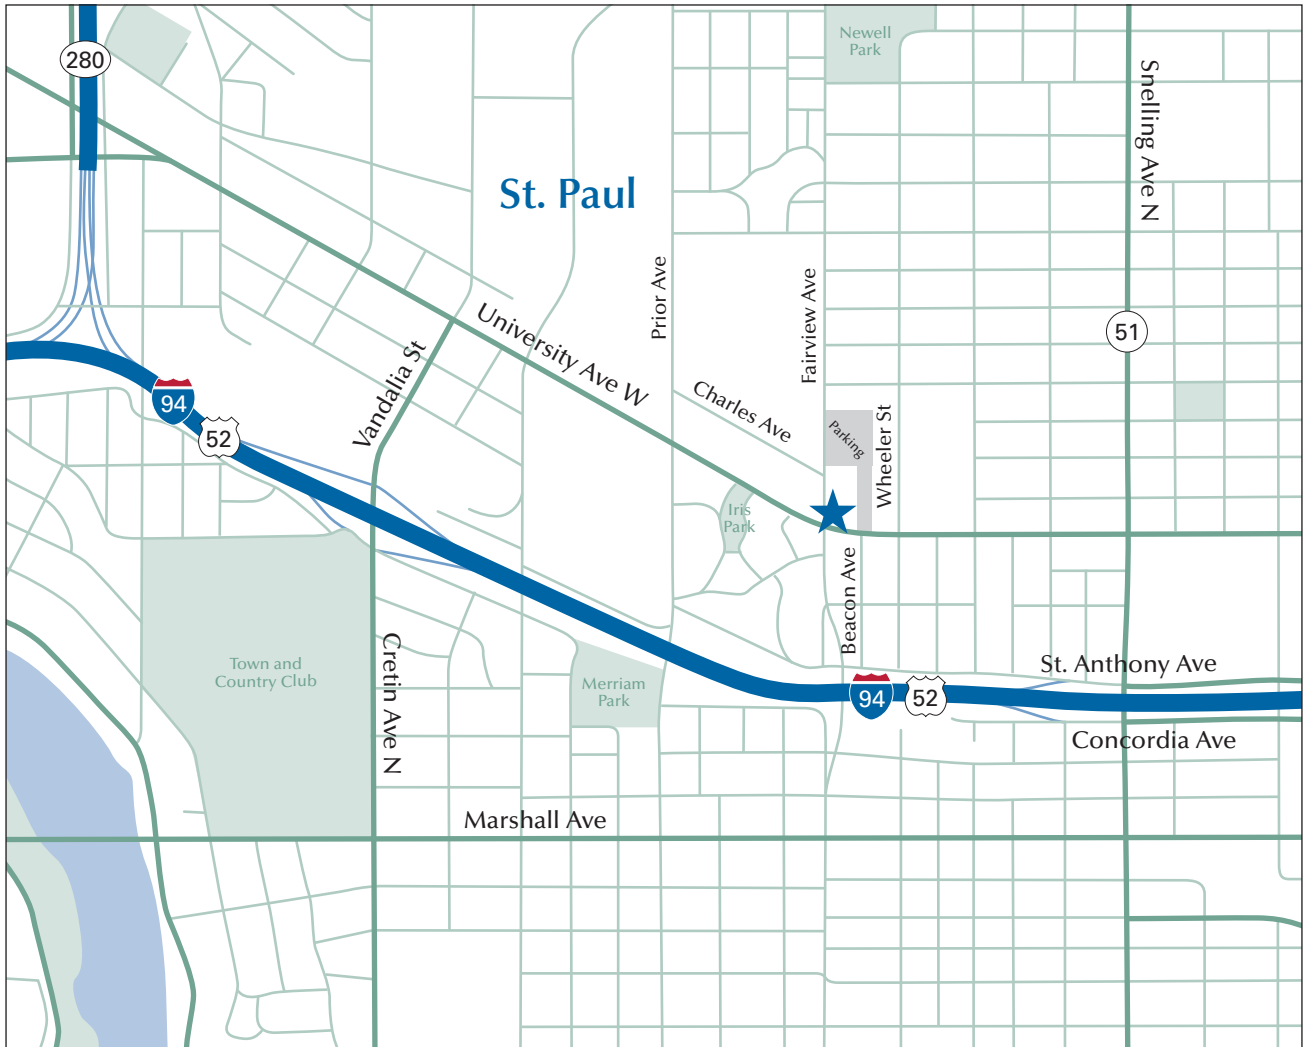 Newell
Park
280
Snelling Ave N
St. Paul
Prior Ave
Fairview Ave
University Ave W
51
Vandalia St
Charles Ave
94
52
Parking
Wheeler St
Iris
Park
Beacon Ave
Cretin Ave N
Town and
Country Club
Merriam
Park
St. Anthony Ave
94
52
Concordia Ave
Marshall Ave